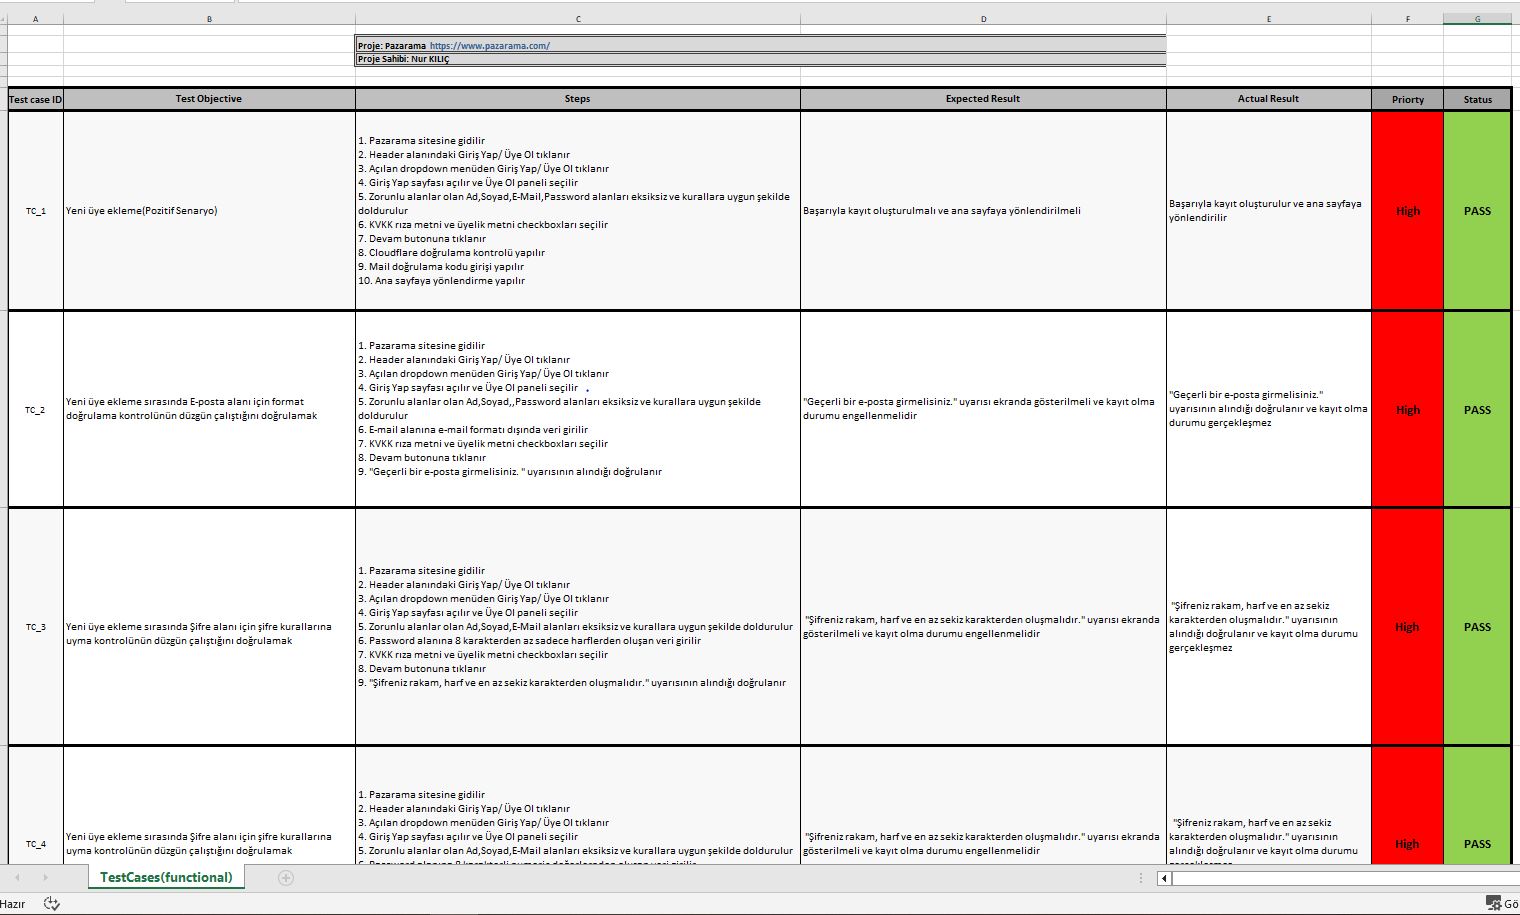 A B C D E F G
Proje: Pazarama https://www.pazarama.com/
Proje Sahibi: Nur KILIÇ
Test case ID Test Objective Steps Expected Result Actual Result Priorty Status
TC_1
Yeni üye ekleme(Pozitif Senaryo)
1. Pazarama sitesine gidilir
2. Header alanındaki Giriş Yap/ Üye Ol tıklanır
3. Açılan dropdown menüden Giriş Yap/ Üye Ol tıklanır
4. Giriş Yap sayfası açılır ve Üye Ol paneli seçilir
5. Zorunlu alanlar olan Ad,Soyad,E-Mail,Password alanları eksiksiz ve kurallara uygun şekilde
doldurulur
6. KVKK rıza metni ve üyelik metni checkboxları seçilir
7. Devam butonuna tıklanır
8. Cloudflare doğrulama kontrolü yapılır
9. Mail doğrulama kodu girişi yapılır
10. Ana sayfaya yönlendirme yapılır
Başarıyla kayıt oluşturulmalı ve ana sayfaya yönlendirilmeli
Başarıyla kayıt oluşturulur ve ana sayfaya
yönlendirilir
High
PASS
TC_2
Yeni üye ekleme sırasında E-posta alanı için format
doğrulama kontrolünün düzgün çalıştığını doğrulamak
1. Pazarama sitesine gidilir
2. Header alanındaki Giriş Yap/ Üye Ol tıklanır
3. Açılan dropdown menüden Giriş Yap/ Üye Ol tıklanır
4. Giriş Yap sayfası açılır ve Üye Ol paneli seçilir
5. Zorunlu alanlar olan Ad,Soyad,,Password alanları eksiksiz ve kurallara uygun şekilde
doldurulur
6. E-mail alanına e-mail formatı dışında veri girilir
7. KVKK rıza metni ve üyelik metni checkboxları seçilir
8. Devam butonuna tıklanır
9. "Geçerli bir e-posta girmelisiniz. " uyarısının alındığı doğrulanır
"Geçerli bir e-posta girmelisiniz." uyarısı ekranda gösterilmeli ve kayıt olma
durumu engellenmelidir
"Geçerli bir e-posta girmelisiniz."
uyarısının alındığı doğrulanır ve kayıt olma
durumu gerçekleşmez
High
PASS
TC_3
Yeni üye ekleme sırasında Şifre alanı için şifre kurallarına
uyma kontrolünün düzgün çalıştığını doğrulamak
1. Pazarama sitesine gidilir
2. Header alanındaki Giriş Yap/ Üye Ol tıklanır
3. Açılan dropdown menüden Giriş Yap/ Üye Ol tıklanır
4. Giriş Yap sayfası açılır ve Üye Ol paneli seçilir
5. Zorunlu alanlar olan Ad,Soyad,E-Mail alanları eksiksiz ve kurallara uygun şekilde doldurulur
6. Password alanına 8 karakterden az sadece harflerden oluşan veri girilir
7. KVKK rıza metni ve üyelik metni checkboxları seçilir
8. Devam butonuna tıklanır
9. "Şifreniz rakam, harf ve en az sekiz karakterden oluşmalıdır." uyarısının alındığı doğrulanır
"Şifreniz rakam, harf ve en az sekiz karakterden oluşmalıdır." uyarısı ekranda
gösterilmeli ve kayıt olma durumu engellenmelidir
"Şifreniz rakam, harf ve en az sekiz
karakterden oluşmalıdır." uyarısının
alındığı doğrulanır ve kayıt olma durumu
gerçekleşmez
High
PASS
TC_4
Yeni üye ekleme sırasında Şifre alanı için şifre kurallarına
uyma kontrolünün düzgün çalıştığını doğrulamak
1. Pazarama sitesine gidilir
2. Header alanındaki Giriş Yap/ Üye Ol tıklanır
3. Açılan dropdown menüden Giriş Yap/ Üye Ol tıklanır
4. Giriş Yap sayfası açılır ve Üye Ol paneli seçilir
5. Zorunlu alanlar olan Ad,Soyad,E-Mail alanları eksiksiz ve kurallara uygun şekilde doldurulur
"Şifreniz rakam, harf ve en az sekiz karakterden oluşmalıdır." uyarısı ekranda
gösterilmeli ve kayıt olma durumu engellenmelidir
"Şifreniz rakam, harf ve en az sekiz
karakterden oluşmalıdır." uyarısının
alındığı doğrulanır ve kayıt olma durumu
High
PASS
TestCases(functional)
Hazır
Gö